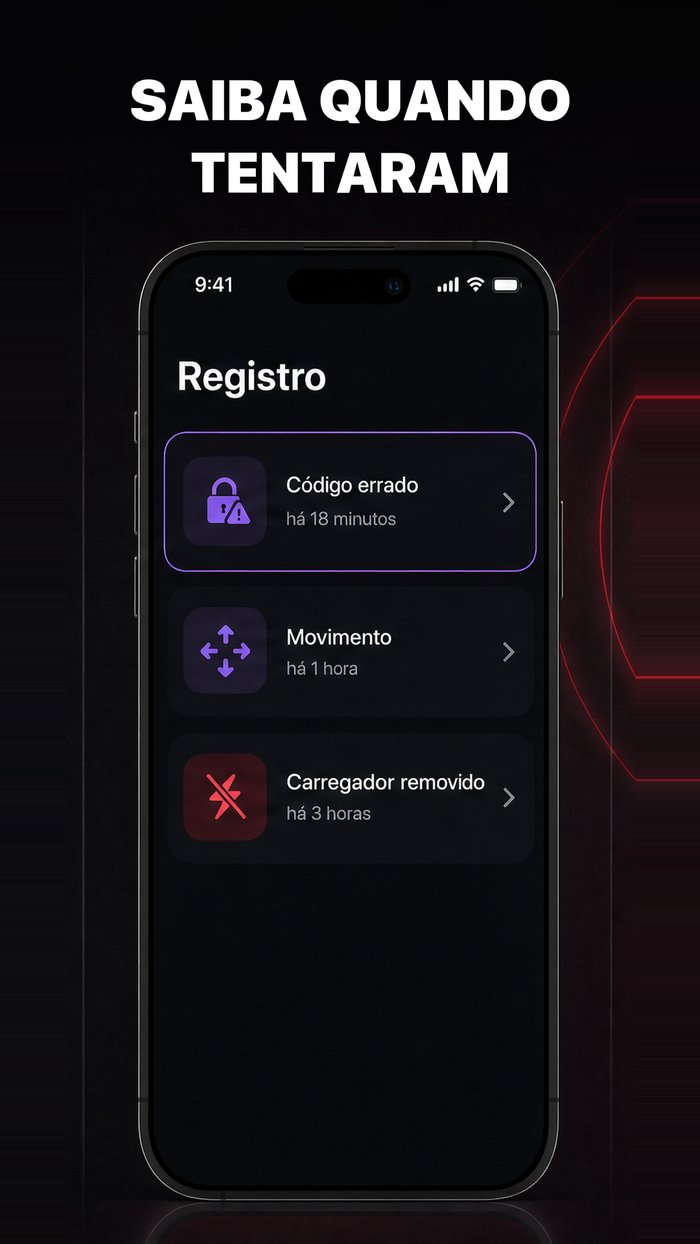 SAIBA QUANDO
TENTARAM
9:41
Registro
Código errado
há 18 minutos
Movimento
há 1 hora
Carregador removido
há 3 horas